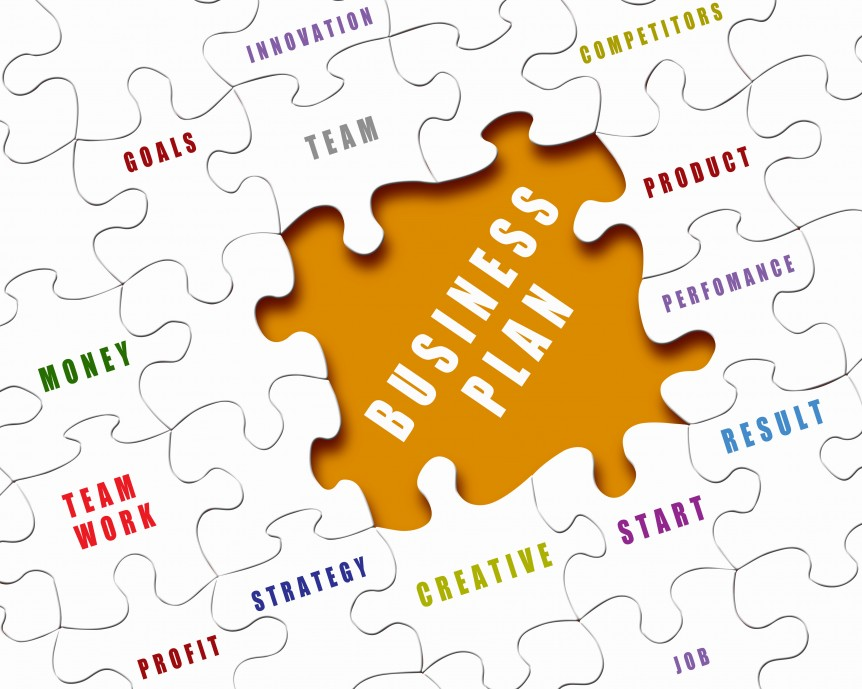 INNOVATION
COMPETITORS
GOALS
TEAM
PRODUCT
BUSINESS
PLAN
PERFOMANCE
MONEY
RESULT
TEAM
WORK
START
STRATEGY
CREATIVE
PROFIT
JOB